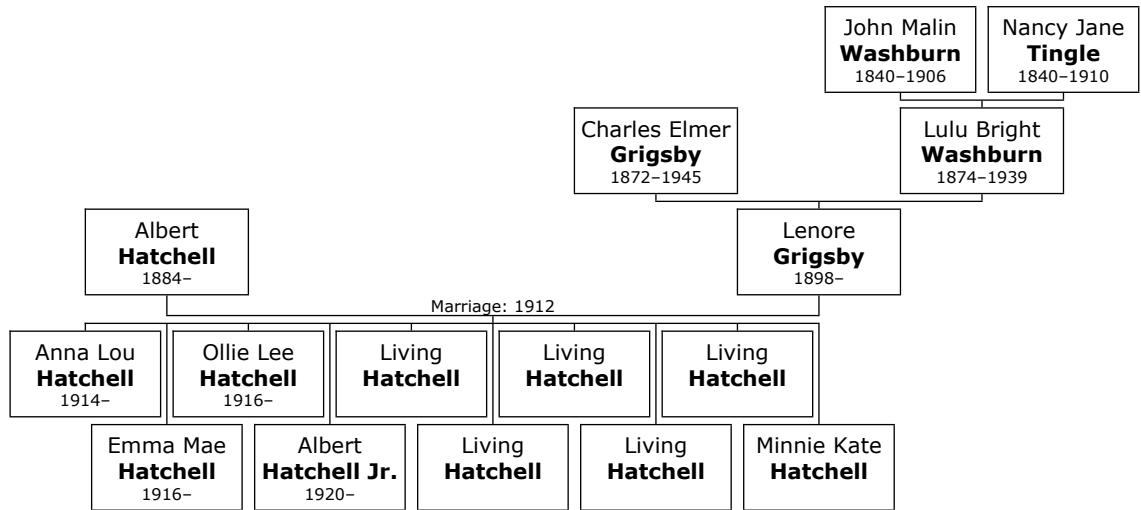 John Malin
Washburn
1840–1906
Nancy Jane
Tingle
1840–1910
Charles Elmer
Grigsby
1872–1945
Lulu Bright
Washburn
1874–1939
Albert
Hatchell
1884–
Lenore
Grigsby
1898–
Marriage: 1912
Anna Lou
Hatchell
1914–
Ollie Lee
Hatchell
1916–
Living
Hatchell
Living
Hatchell
Living
Hatchell
Emma Mae
Hatchell
1916–
Albert
Hatchell Jr.
1920–
Living
Hatchell
Living
Hatchell
Minnie Kate
Hatchell